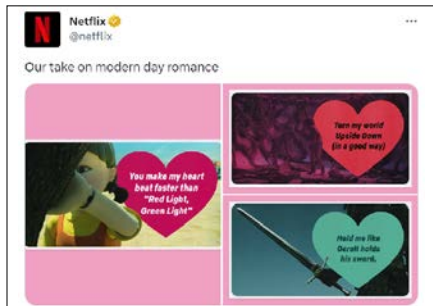 Netflix
@netflix
Our take on modern day romance
You make my heart
beat faster than
"Red Light,
Green Light"
Turn my world
Upside Down
(in a good way)
Hold me like
Geralt holds
his sword.